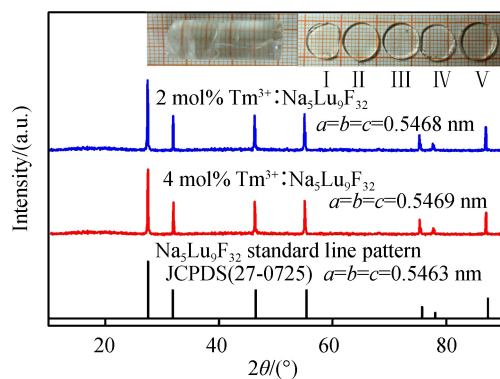 I II III IV V
2 mol% Tm³⁺:Na₅Lu₉F₃₂
a=b=c=0.5468 nm
4 mol% Tm³⁺:Na₅Lu₉F₃₂
a=b=c=0.5469 nm
Na₅Lu₉F₃₂ standard line pattern
JCPDS(27-0725) a=b=c=0.5463 nm
Intensity/(a.u.)
20 40 60 80
2θ/(°)